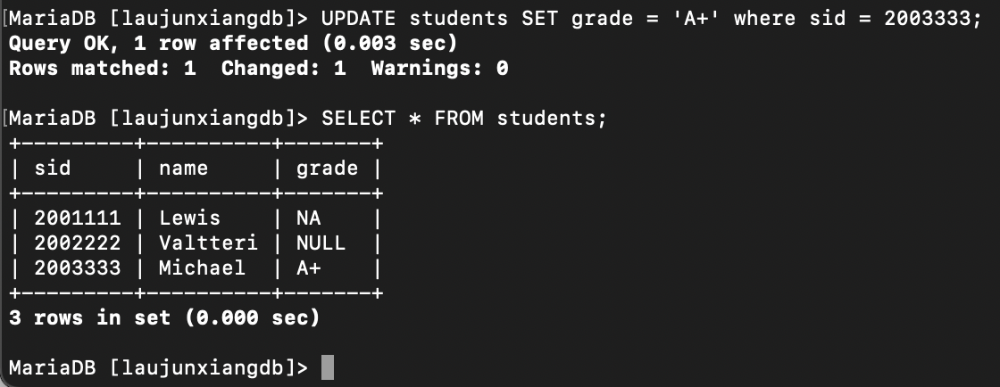 [MariaDB [laujunxiangdb]> UPDATE students SET grade = 'A+' where sid = 2003333;
Query OK, 1 row affected (0.003 sec)
Rows matched: 1  Changed: 1  Warnings: 0
[MariaDB [laujunxiangdb]> SELECT * FROM students;
+---------+----------+-------+
| sid     | name     | grade |
+---------+----------+-------+
| 2001111 | Lewis    | NA    |
| 2002222 | Valtteri | NULL  |
| 2003333 | Michael  | A+    |
+---------+----------+-------+
3 rows in set (0.000 sec)
MariaDB [laujunxiangdb]>